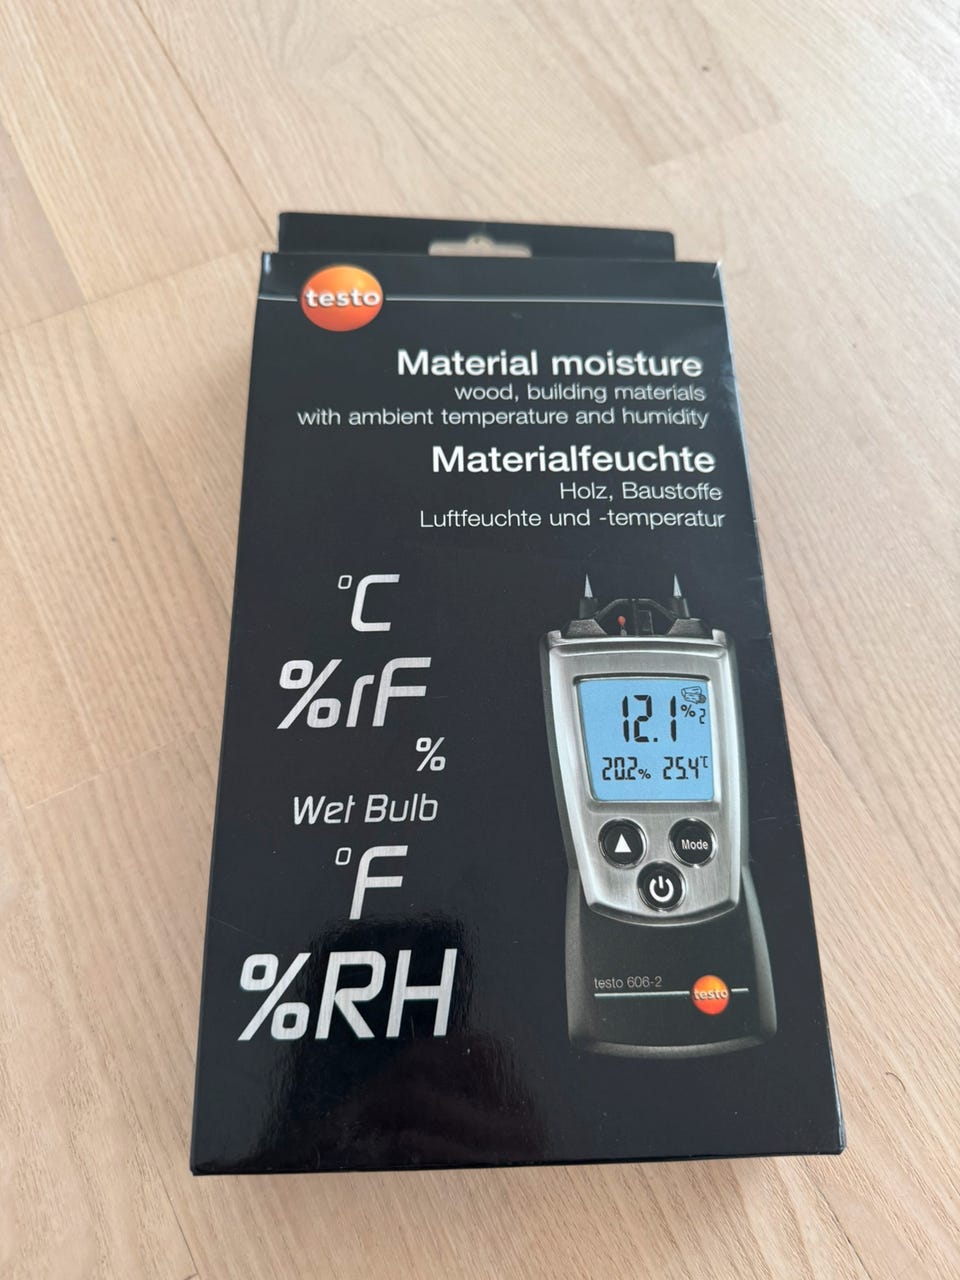 testo
Material moisture
wood, building materials
with ambient temperature and humidity
Materialfeuchte
Holz, Baustoffe
Luftfeuchte und -temperatur
°C
%rF
%
Wet Bulb
°F
%RH
12.1 % 2
20.2% 25.4°C
Mode
testo 606-2
testo